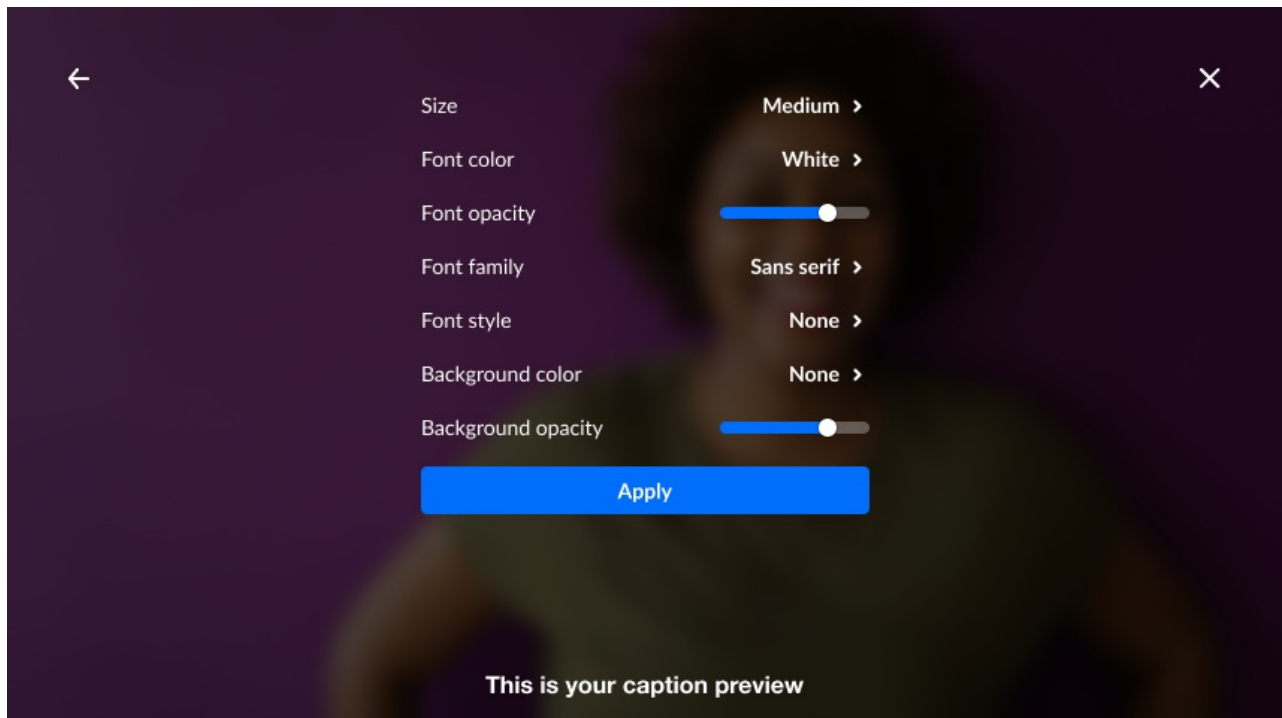 Size Medium
Font color White
Font opacity
Font family Sans serif
Font style None
Background color None
Background opacity
Apply
This is your caption preview